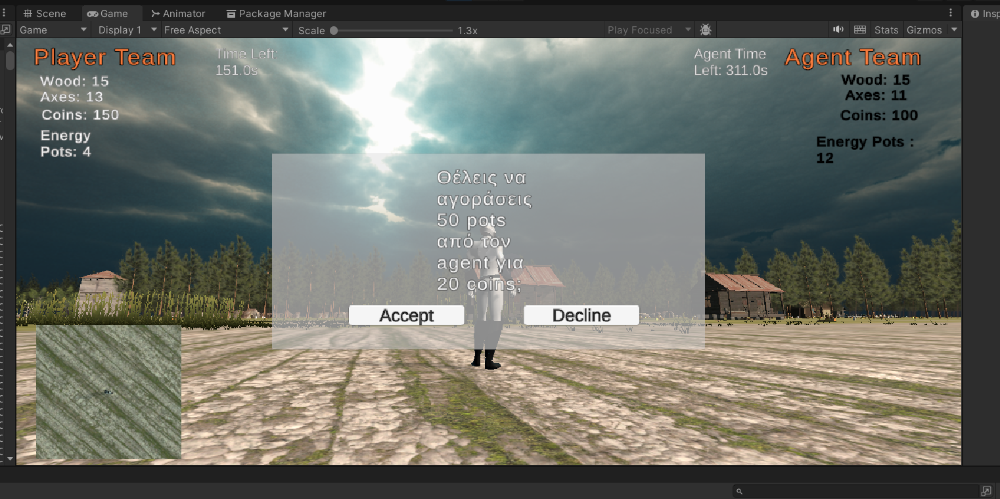 Scene
Game
Animator
Package Manager
Insp
Game
Display 1
Free Aspect
Scale
1.3x
Play Focused
Stats
Gizmos
Player Team
Time Left:
151.0s
Wood: 15
Axes: 13
Coins: 150
Energy
Pots: 4
Agent Time
Left: 311.0s
Agent Team
Wood: 15
Axes: 11
Coins: 100
Energy Pots :
12
Θέλεις να
αγοράσεις
50 pots
από τον
agent για
20 coins;
Accept
Decline